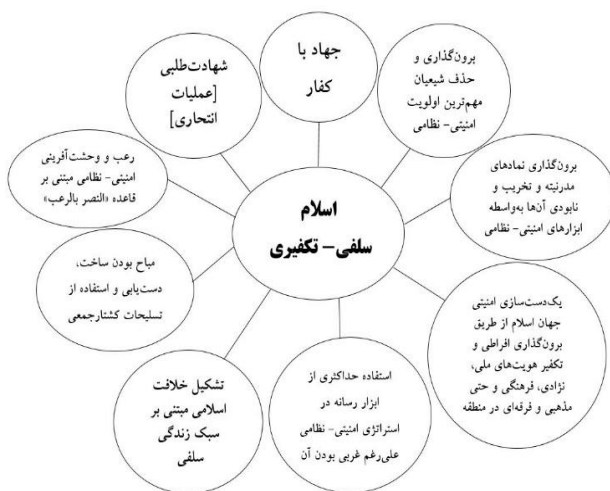 جهاد با
کفار
برون‌گذاری و
حذف شیعیان
مهم‌ترین اولویت
امنیتی- نظامی
برون‌گذاری نمادهای
مدرنیته و تخریب و
نابودی آن‌ها به‌واسطه
ابزارهای امنیتی- نظامی
یک‌دست‌سازی امنیتی
جهان اسلام از طریق
برون‌گذاری افراطی و
تکفیر هویت‌های ملی،
نژادی، فرهنگی و حتی
مذهبی و فرقه‌ای در منطقه
استفاده حداکثری از
ابزار رسانه در
استراتژی امنیتی- نظامی
علی‌رغم غربی بودن آن
تشکیل خلافت
اسلامی مبتنی بر
سبک زندگی
سلفی
مباح بودن ساخت،
دست‌یابی و استفاده از
تسلیحات کشتارجمعی
رعب و وحشت‌آفرینی
امنیتی- نظامی مبتنی بر
قاعده «النصر بالرعب»
شهادت‌طلبی
[عملیات
انتحاری]
اسلام
سلفی- تکفیری